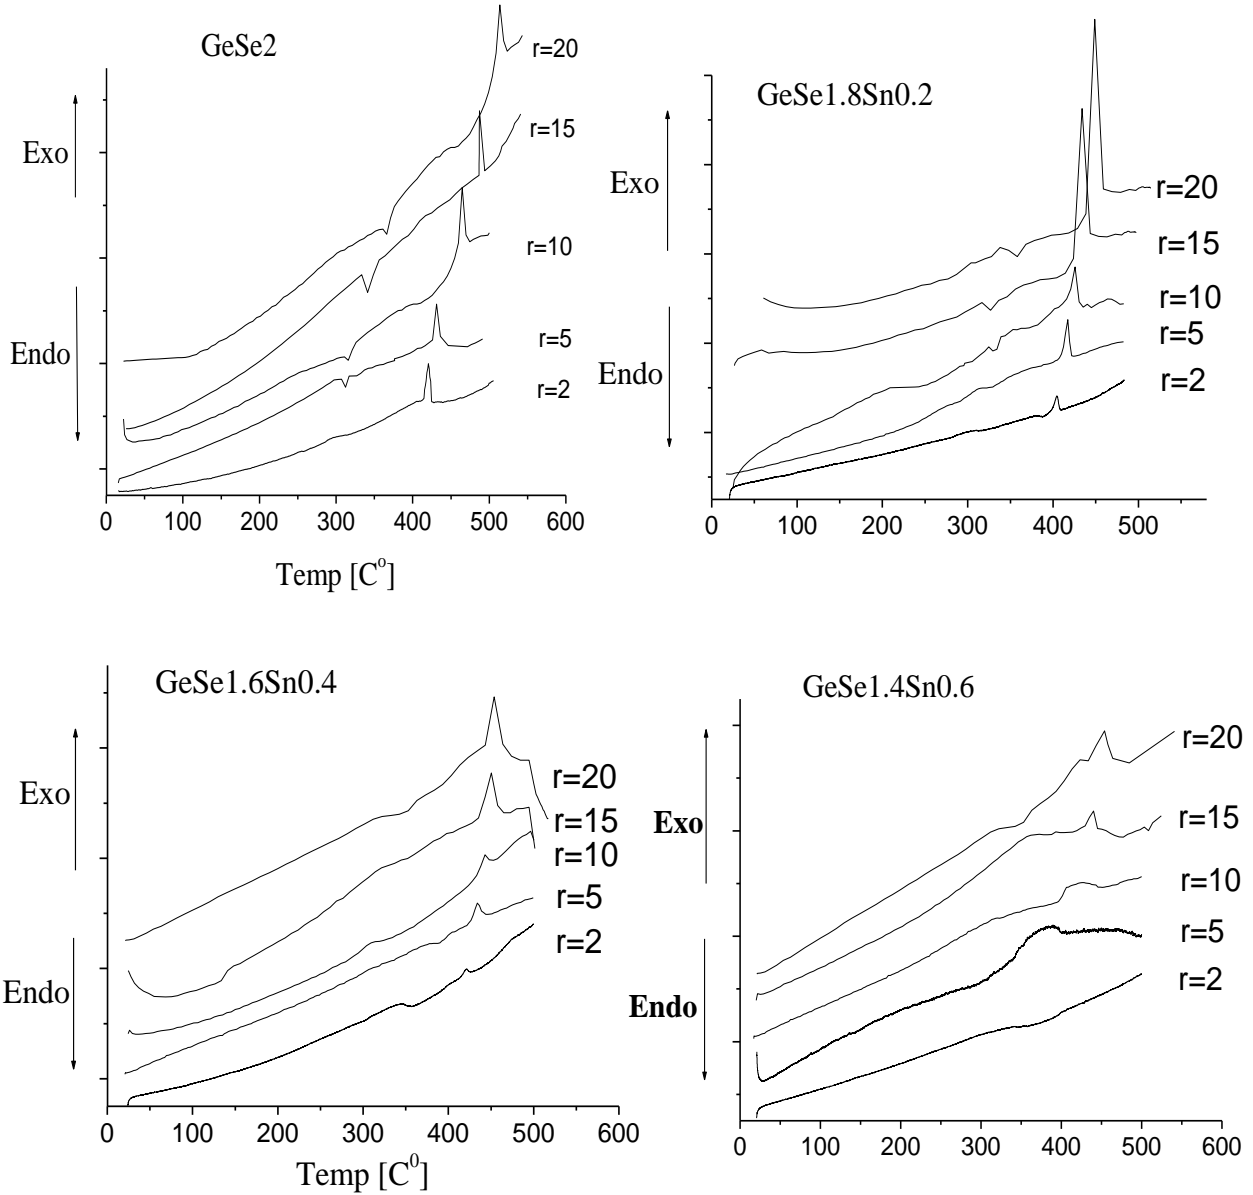 GeSe2
r=20
r=15
Exo
r=10
Endo
r=5
r=2
0 100 200 300 400 500 600
Temp [C°]
GeSe1.8Sn0.2
Exo
r=20
r=15
r=10
r=5
Endo
r=2
0 100 200 300 400 500
GeSe1.6Sn0.4
Exo
r=20
r=15
r=10
r=5
r=2
Endo
0 100 200 300 400 500 600
Temp [C⁰]
GeSe1.4Sn0.6
r=20
Exo
r=15
r=10
r=5
r=2
Endo
0 100 200 300 400 500 600